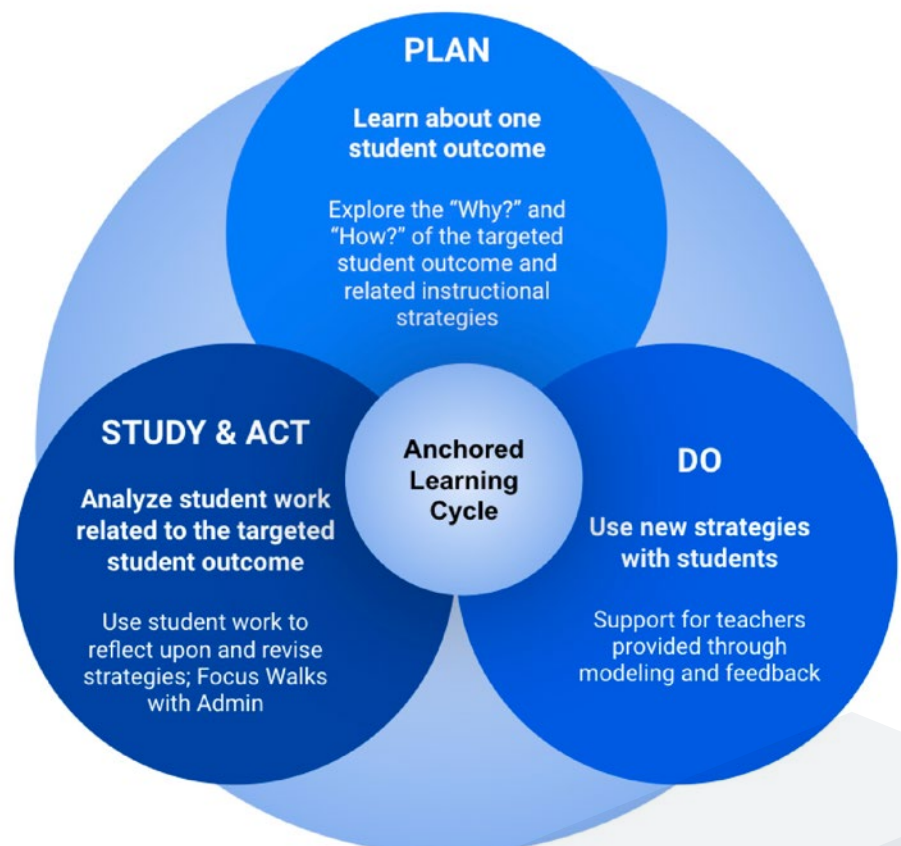 PLAN
Learn about one
student outcome
Explore the “Why?” and
“How?” of the targeted
student outcome and
related instructional
strategies
STUDY & ACT
Analyze student work
related to the targeted
student outcome
Use student work to
reflect upon and revise
strategies; Focus Walks
with Admin
Anchored
Learning
Cycle
DO
Use new strategies
with students
Support for teachers
provided through
modeling and feedback